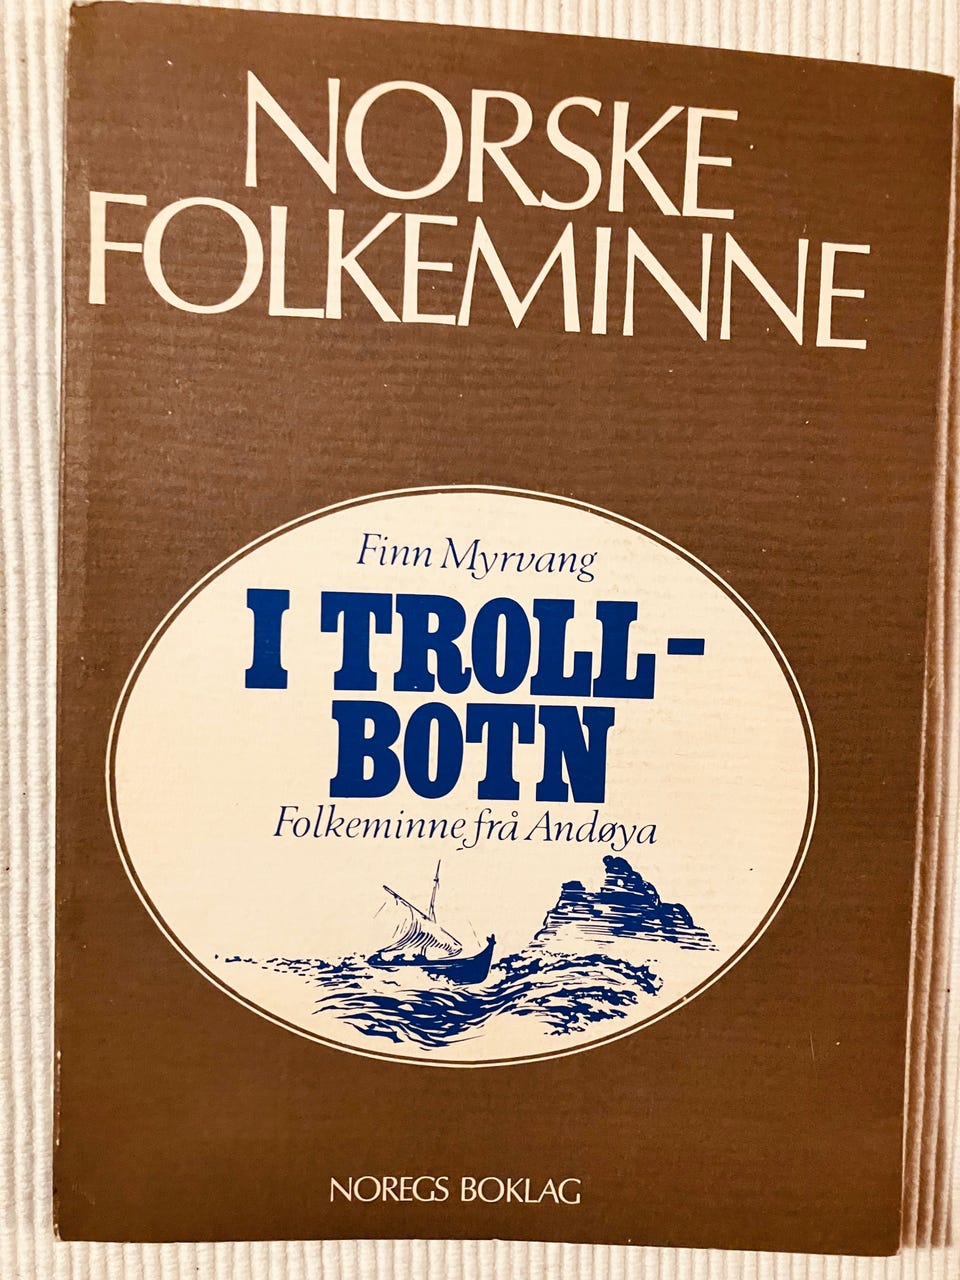 NORSKE
FOLKEMINNE
Finn Myrvang
I TROLL-
BOTN
Folkeminne frå Andøya
NOREGS BOKLAG